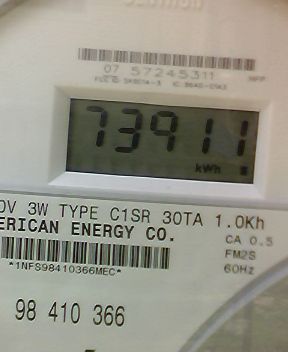 07 57245311
73911
kWh
0V 3W TYPE C1SR 30TA 1.0Kh
ERICAN ENERGY CO.
CA 0.5
FM2S
60Hz
*1NFS98410366MEC*
98 410 366